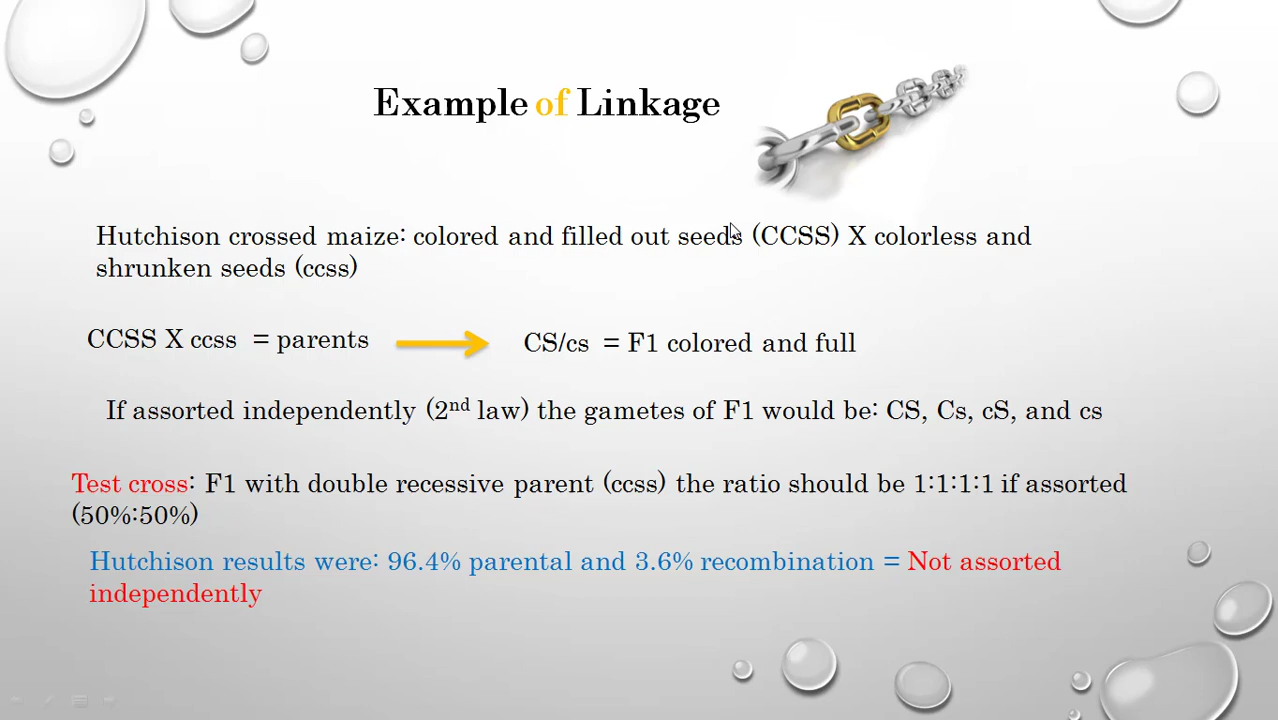 Example of Linkage
Hutchison crossed maize: colored and filled out seeds (CCSS) X colorless and
shrunken seeds (ccss)
CCSS X ccss = parents
CS/cs = F1 colored and full
If assorted independently (2nd law) the gametes of F1 would be: CS, Cs, cS, and cs
Test cross: F1 with double recessive parent (ccss) the ratio should be 1:1:1:1 if assorted
(50%:50%)
Hutchison results were: 96.4% parental and 3.6% recombination = Not assorted
independently